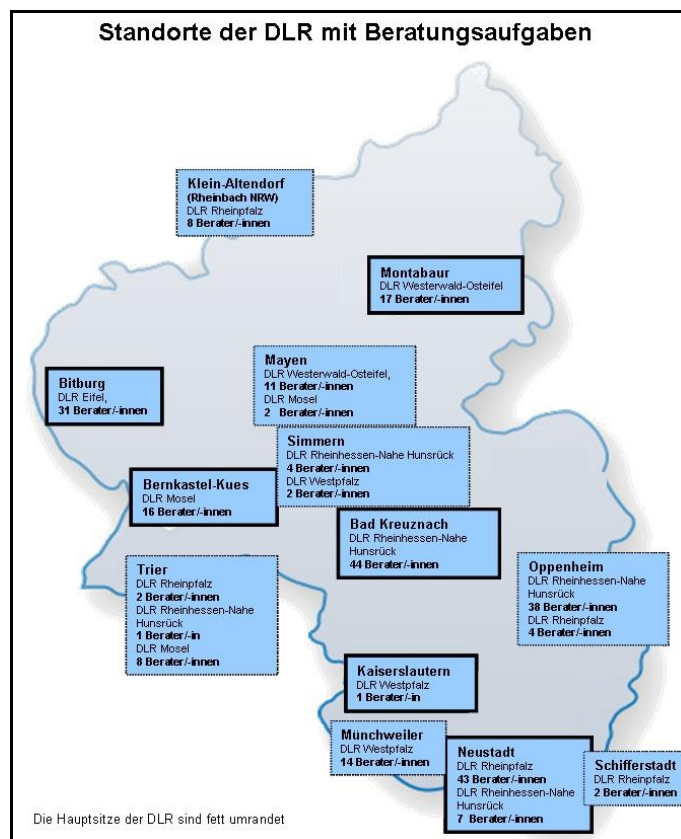 Standorte der DLR mit Beratungsaufgaben
Klein-Altendorf
(Rheinbach NRW)
DLR Rheinpfalz
8 Berater/-innen
Montabaur
DLR Westerwald-Osteifel
17 Berater/-innen
Mayen
DLR Westerwald-Osteifel,
11 Berater/-innen
DLR Mosel
2 Berater/-innen
Bitburg
DLR Eifel,
31 Berater/-innen
Simmern
DLR Rheinhessen-Nahe Hunsrück
4 Berater/-innen
DLR Westpfalz
2 Berater/-innen
Bernkastel-Kues
DLR Mosel
16 Berater/-innen
Bad Kreuznach
DLR Rheinhessen-Nahe
Hunsrück
44 Berater/-innen
Oppenheim
DLR Rheinhessen-Nahe
Hunsrück
38 Berater/-innen
DLR Rheinpfalz
4 Berater/-innen
Trier
DLR Rheinpfalz
2 Berater/-innen
DLR Rheinhessen-Nahe
Hunsrück
1 Berater/-in
DLR Mosel
8 Berater/-innen
Kaiserslautern
DLR Westpfalz
1 Berater/-in
Münchweiler
DLR Westpfalz
14 Berater/-innen
Neustadt
DLR Rheinpfalz
43 Berater/-innen
DLR Rheinhessen-Nahe
Hunsrück
7 Berater/-innen
Schifferstadt
DLR Rheinpfalz
2 Berater/-innen
Die Hauptsitze der DLR sind fett umrandet